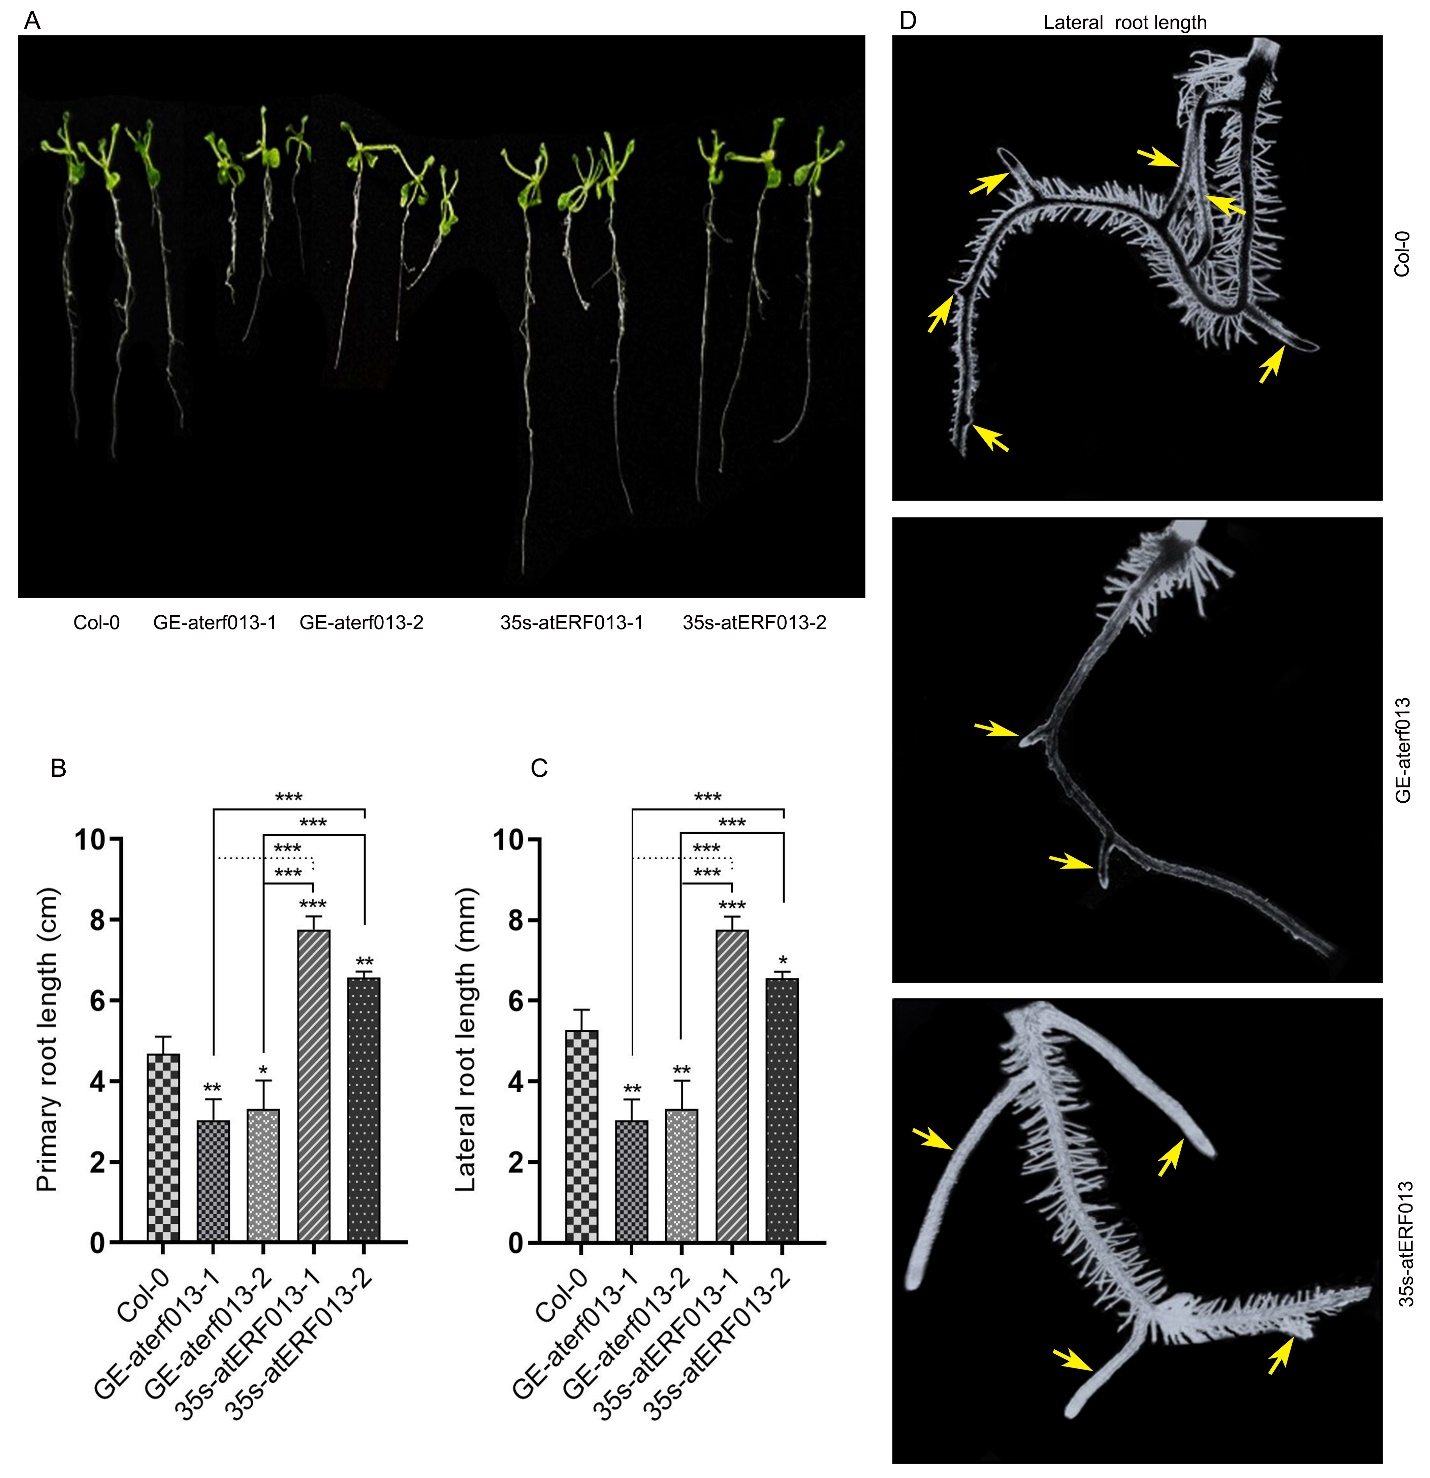 A
Col-0 GE-aterf013-1 GE-aterf013-2 35s-atERF013-1 35s-atERF013-2
B
***
***
***
***
***
**
**
*
10
8
6
4
2
0
Primary root length (cm)
Col-0
GE-aterf013-1
GE-aterf013-2
35s-atERF013-1
35s-atERF013-2
C
***
***
***
***
***
*
**
**
10
8
6
4
2
0
Lateral root length (mm)
Col-0
GE-aterf013-1
GE-aterf013-2
35s-atERF013-1
35s-atERF013-2
D
Lateral root length
Col-0
GE-aterf013
35s-atERF013